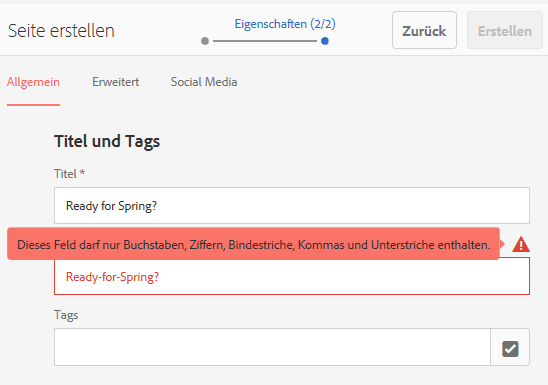 Seite erstellen
Eigenschaften (2/2)
Zurück
Erstellen
Allgemein
Erweitert
Social Media
Titel und Tags
Titel *
Ready for Spring?
Dieses Feld darf nur Buchstaben, Ziffern, Bindestriche, Kommas und Unterstriche enthalten.
Ready-for-Spring?
Tags